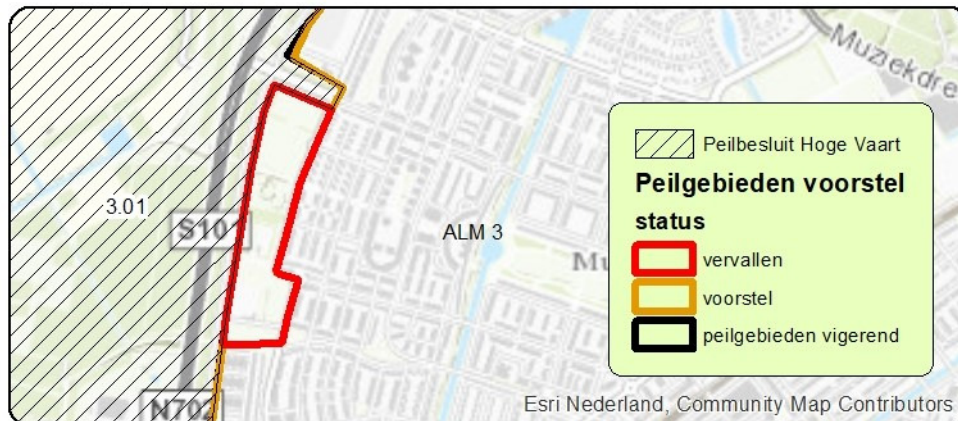 Muziekdre
3.01
S101
ALM 3
Mu
N702
Peilbesluit Hoge Vaart
Peilgebieden voorstel
status
vervallen
voorstel
peilgebieden vigerend
Esri Nederland, Community Map Contributors